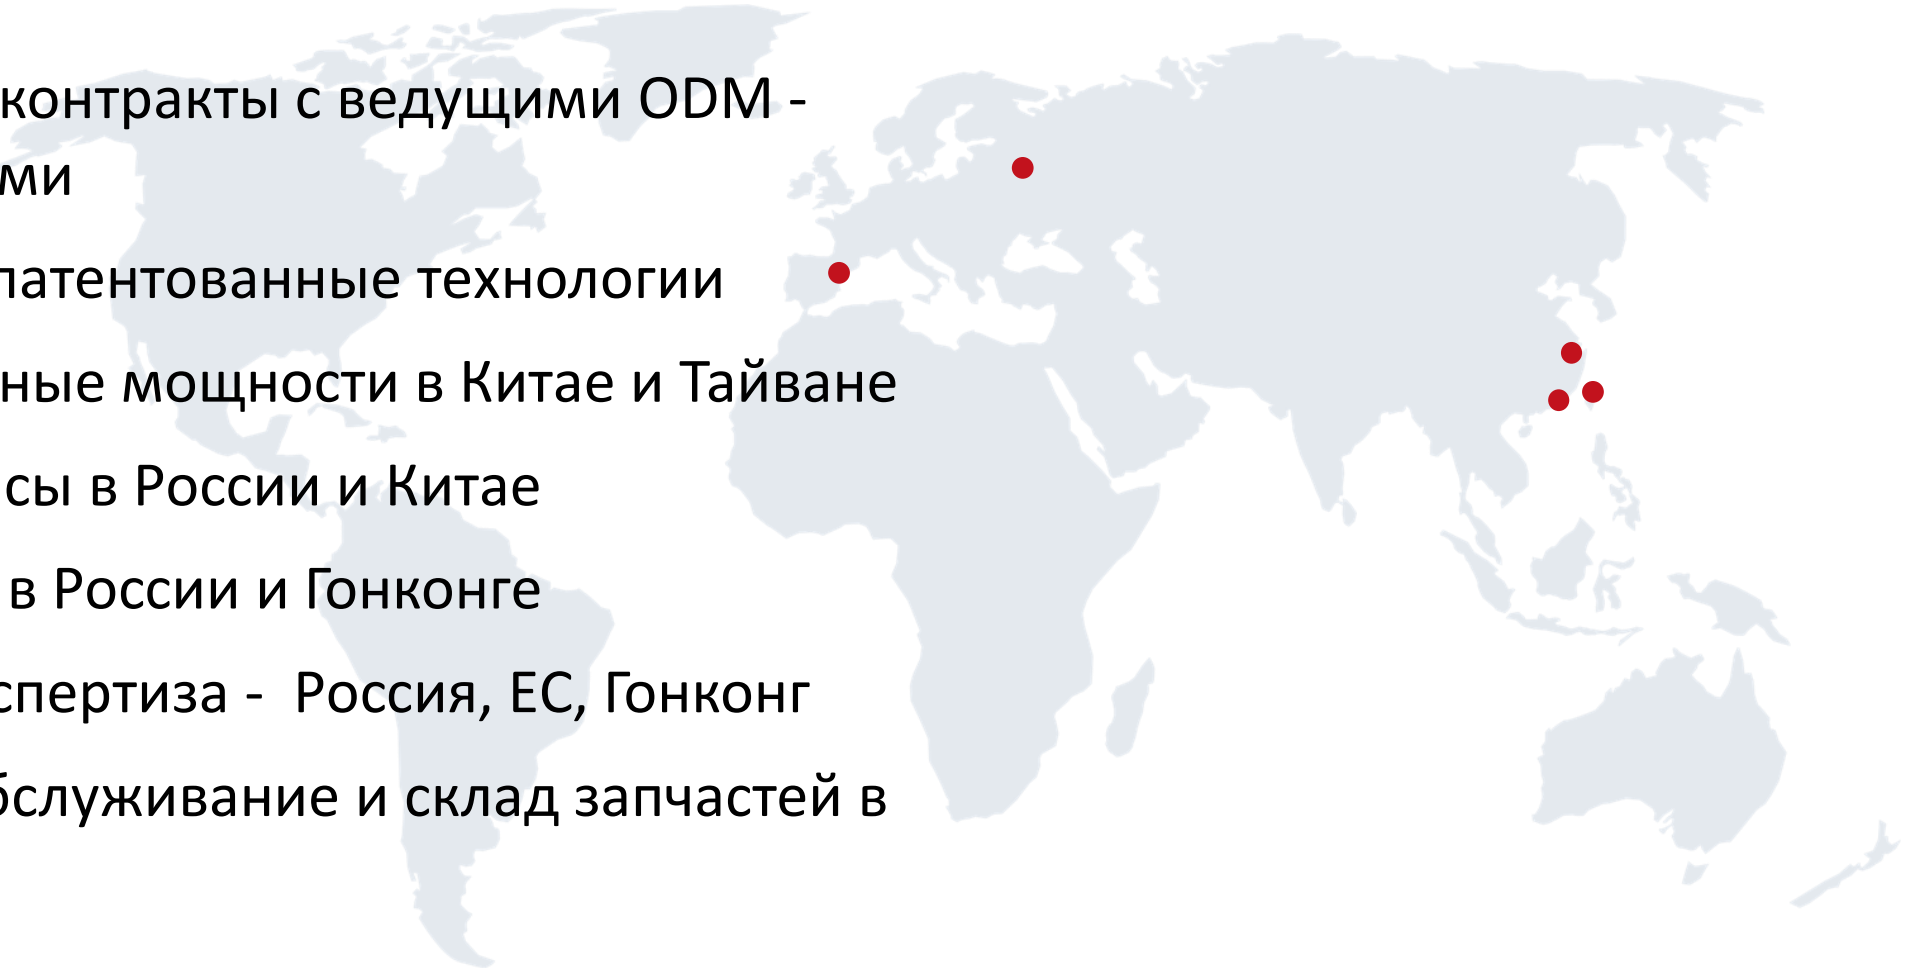 контракты с ведущими ODM -
ми
патентованные технологии
ные мощности в Китае и Тайване
сы в России и Китае
в России и Гонконге
спертиза - Россия, ЕС, Гонконг
бслуживание и склад запчастей в